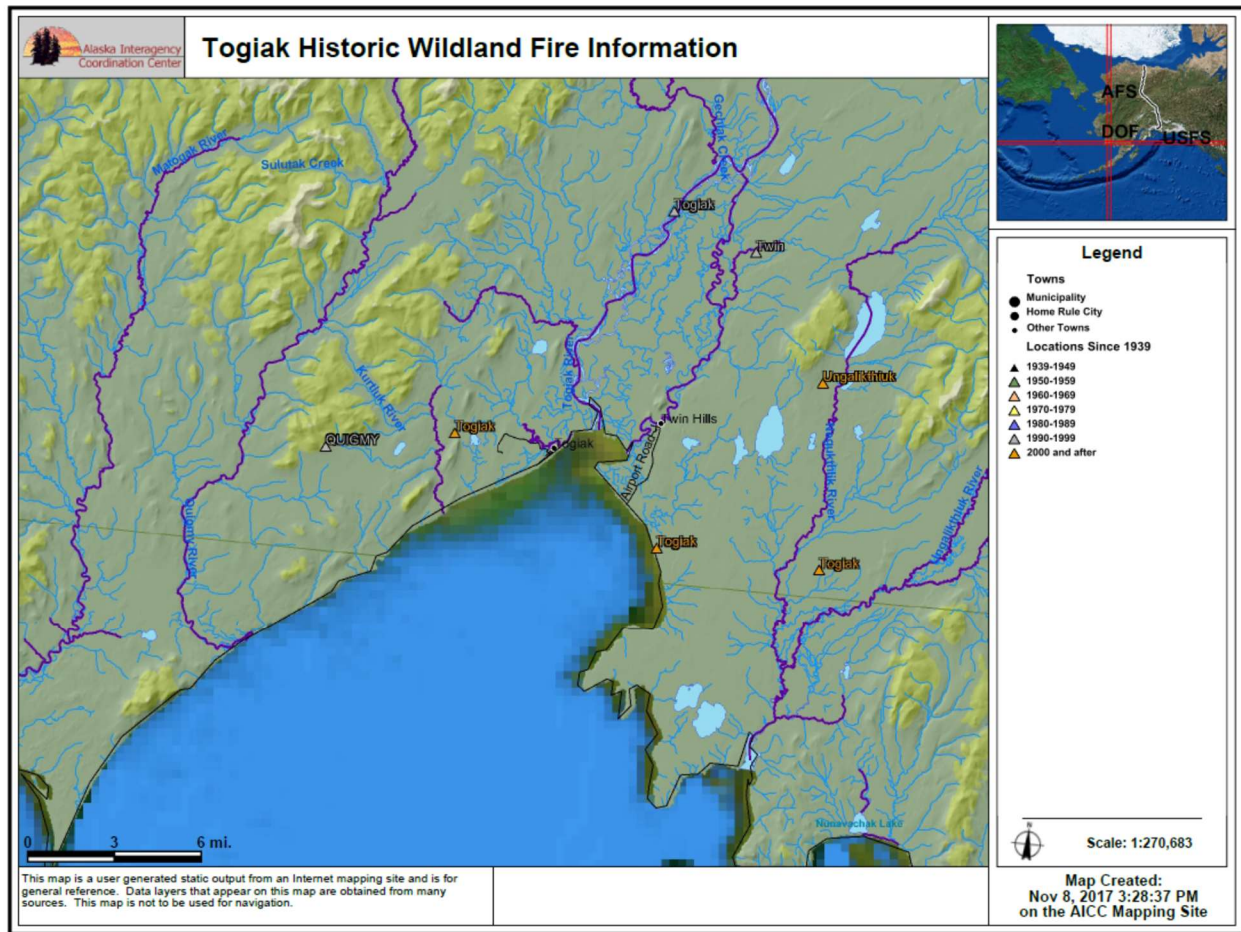 Alaska Interagency
Coordination Center
Togiak Historic Wildland Fire Information
AFS
DOF
USFS
Matogak River
Sulutak Creek
Gechiak Creek
Togiak
Twin
Togiak River
Kurtluk River
Ungalikthiuk
QUIGMY
Togiak
Togiak
Twin Hills
Airport Road
Quigmy River
Togiak
Togiak
Ungalikthluk River
Nunavachak Lake
0 3 6 mi.
Legend
Towns
Municipality
Home Rule City
Other Towns
Locations Since 1939
1939-1949
1950-1959
1960-1969
1970-1979
1980-1989
1990-1999
2000 and after
N
Scale: 1:270,683
This map is a user generated static output from an Internet mapping site and is for
general reference. Data layers that appear on this map are obtained from many
sources. This map is not to be used for navigation.
Map Created:
Nov 8, 2017 3:28:37 PM
on the AICC Mapping Site